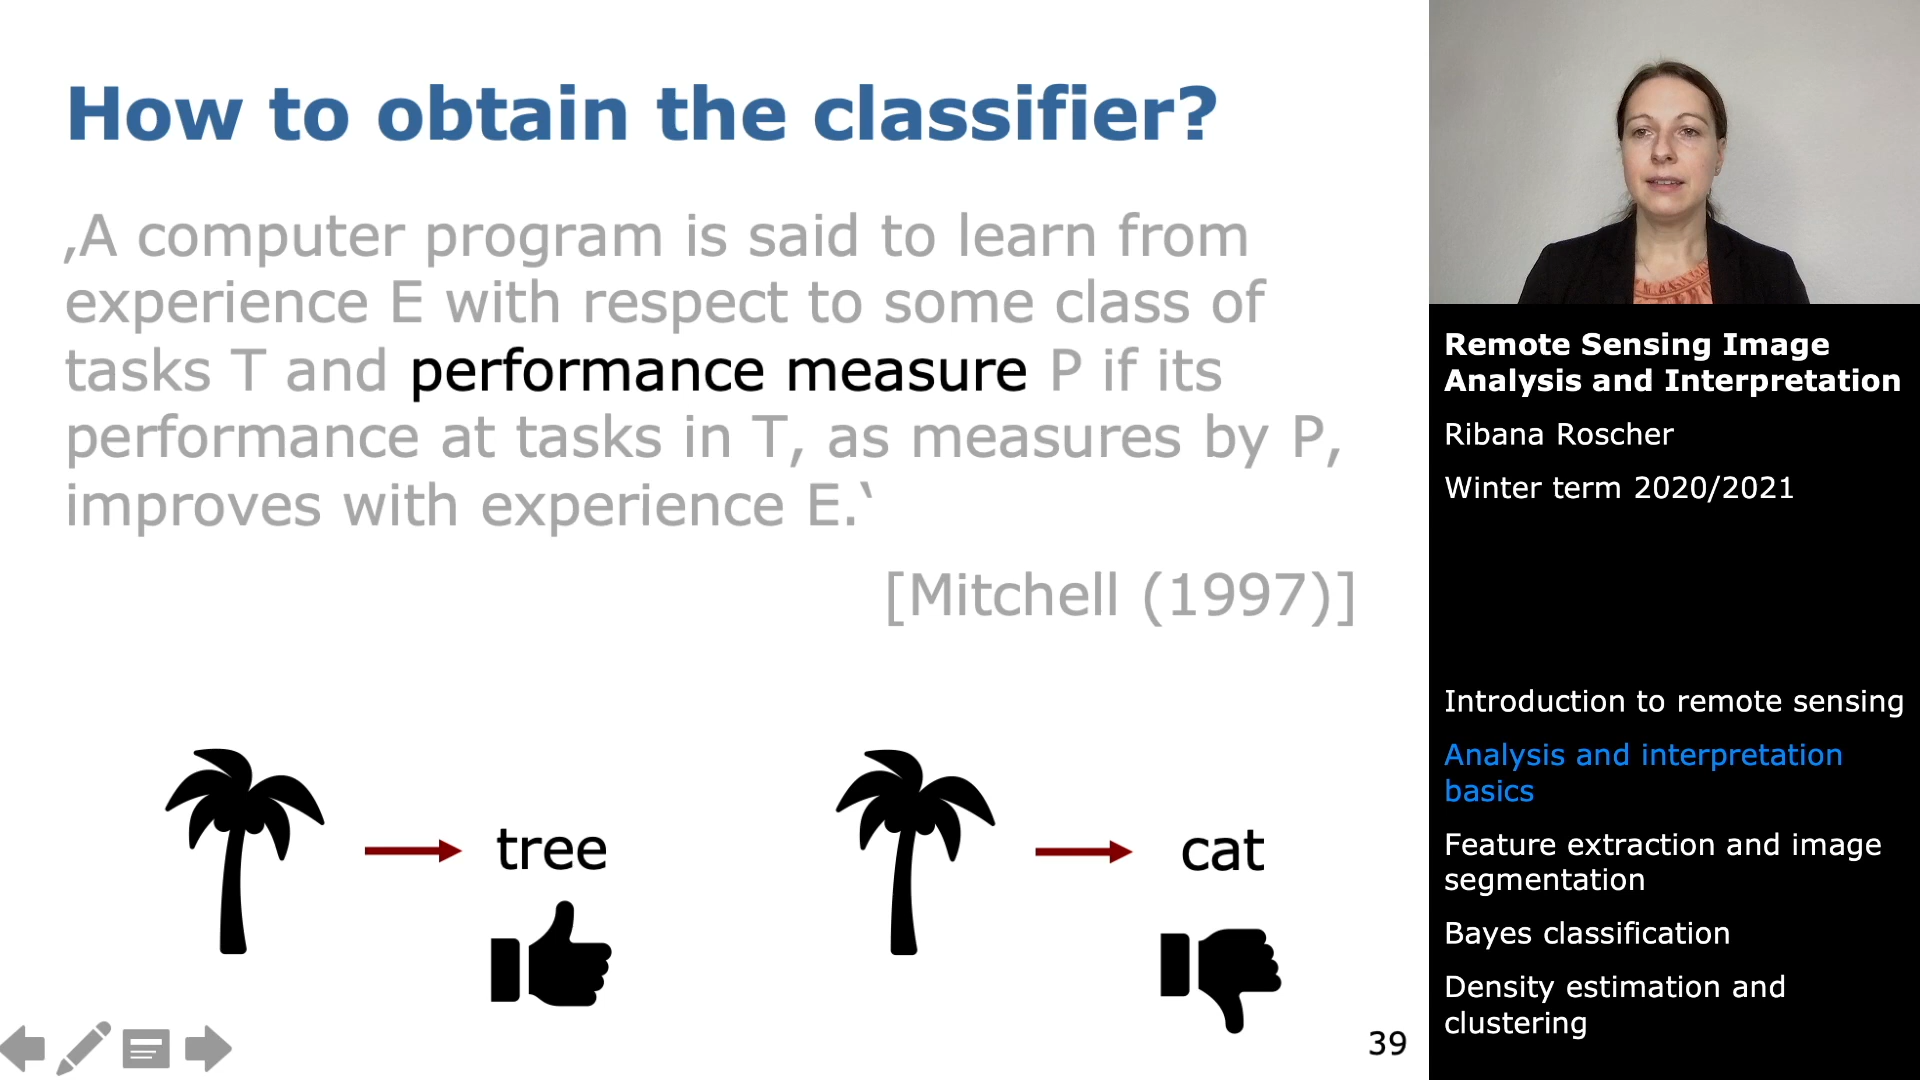 How to obtain the classifier?
‚A computer program is said to learn from
experience E with respect to some class of
tasks T and performance measure P if its
performance at tasks in T, as measures by P,
improves with experience E.‘
[Mitchell (1997)]
tree
cat
39
Remote Sensing Image
Analysis and Interpretation
Ribana Roscher
Winter term 2020/2021
Introduction to remote sensing
Analysis and interpretation
basics
Feature extraction and image
segmentation
Bayes classification
Density estimation and
clustering